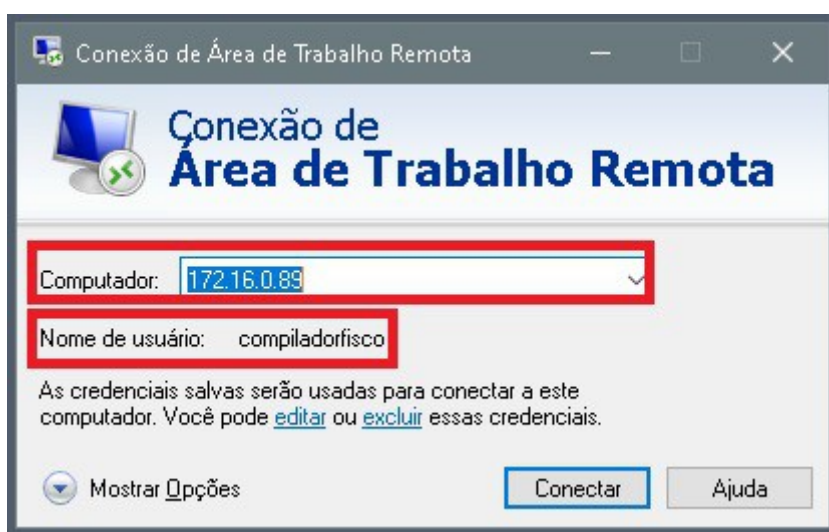 Conexão de Área de Trabalho Remota
Conexão de
Área de Trabalho Remota
Computador: 172.16.0.89
Nome de usuário: compiladorfisco
As credenciais salvas serão usadas para conectar a este
computador. Você pode editar ou excluir essas credenciais.
Mostrar Opções Conectar Ajuda